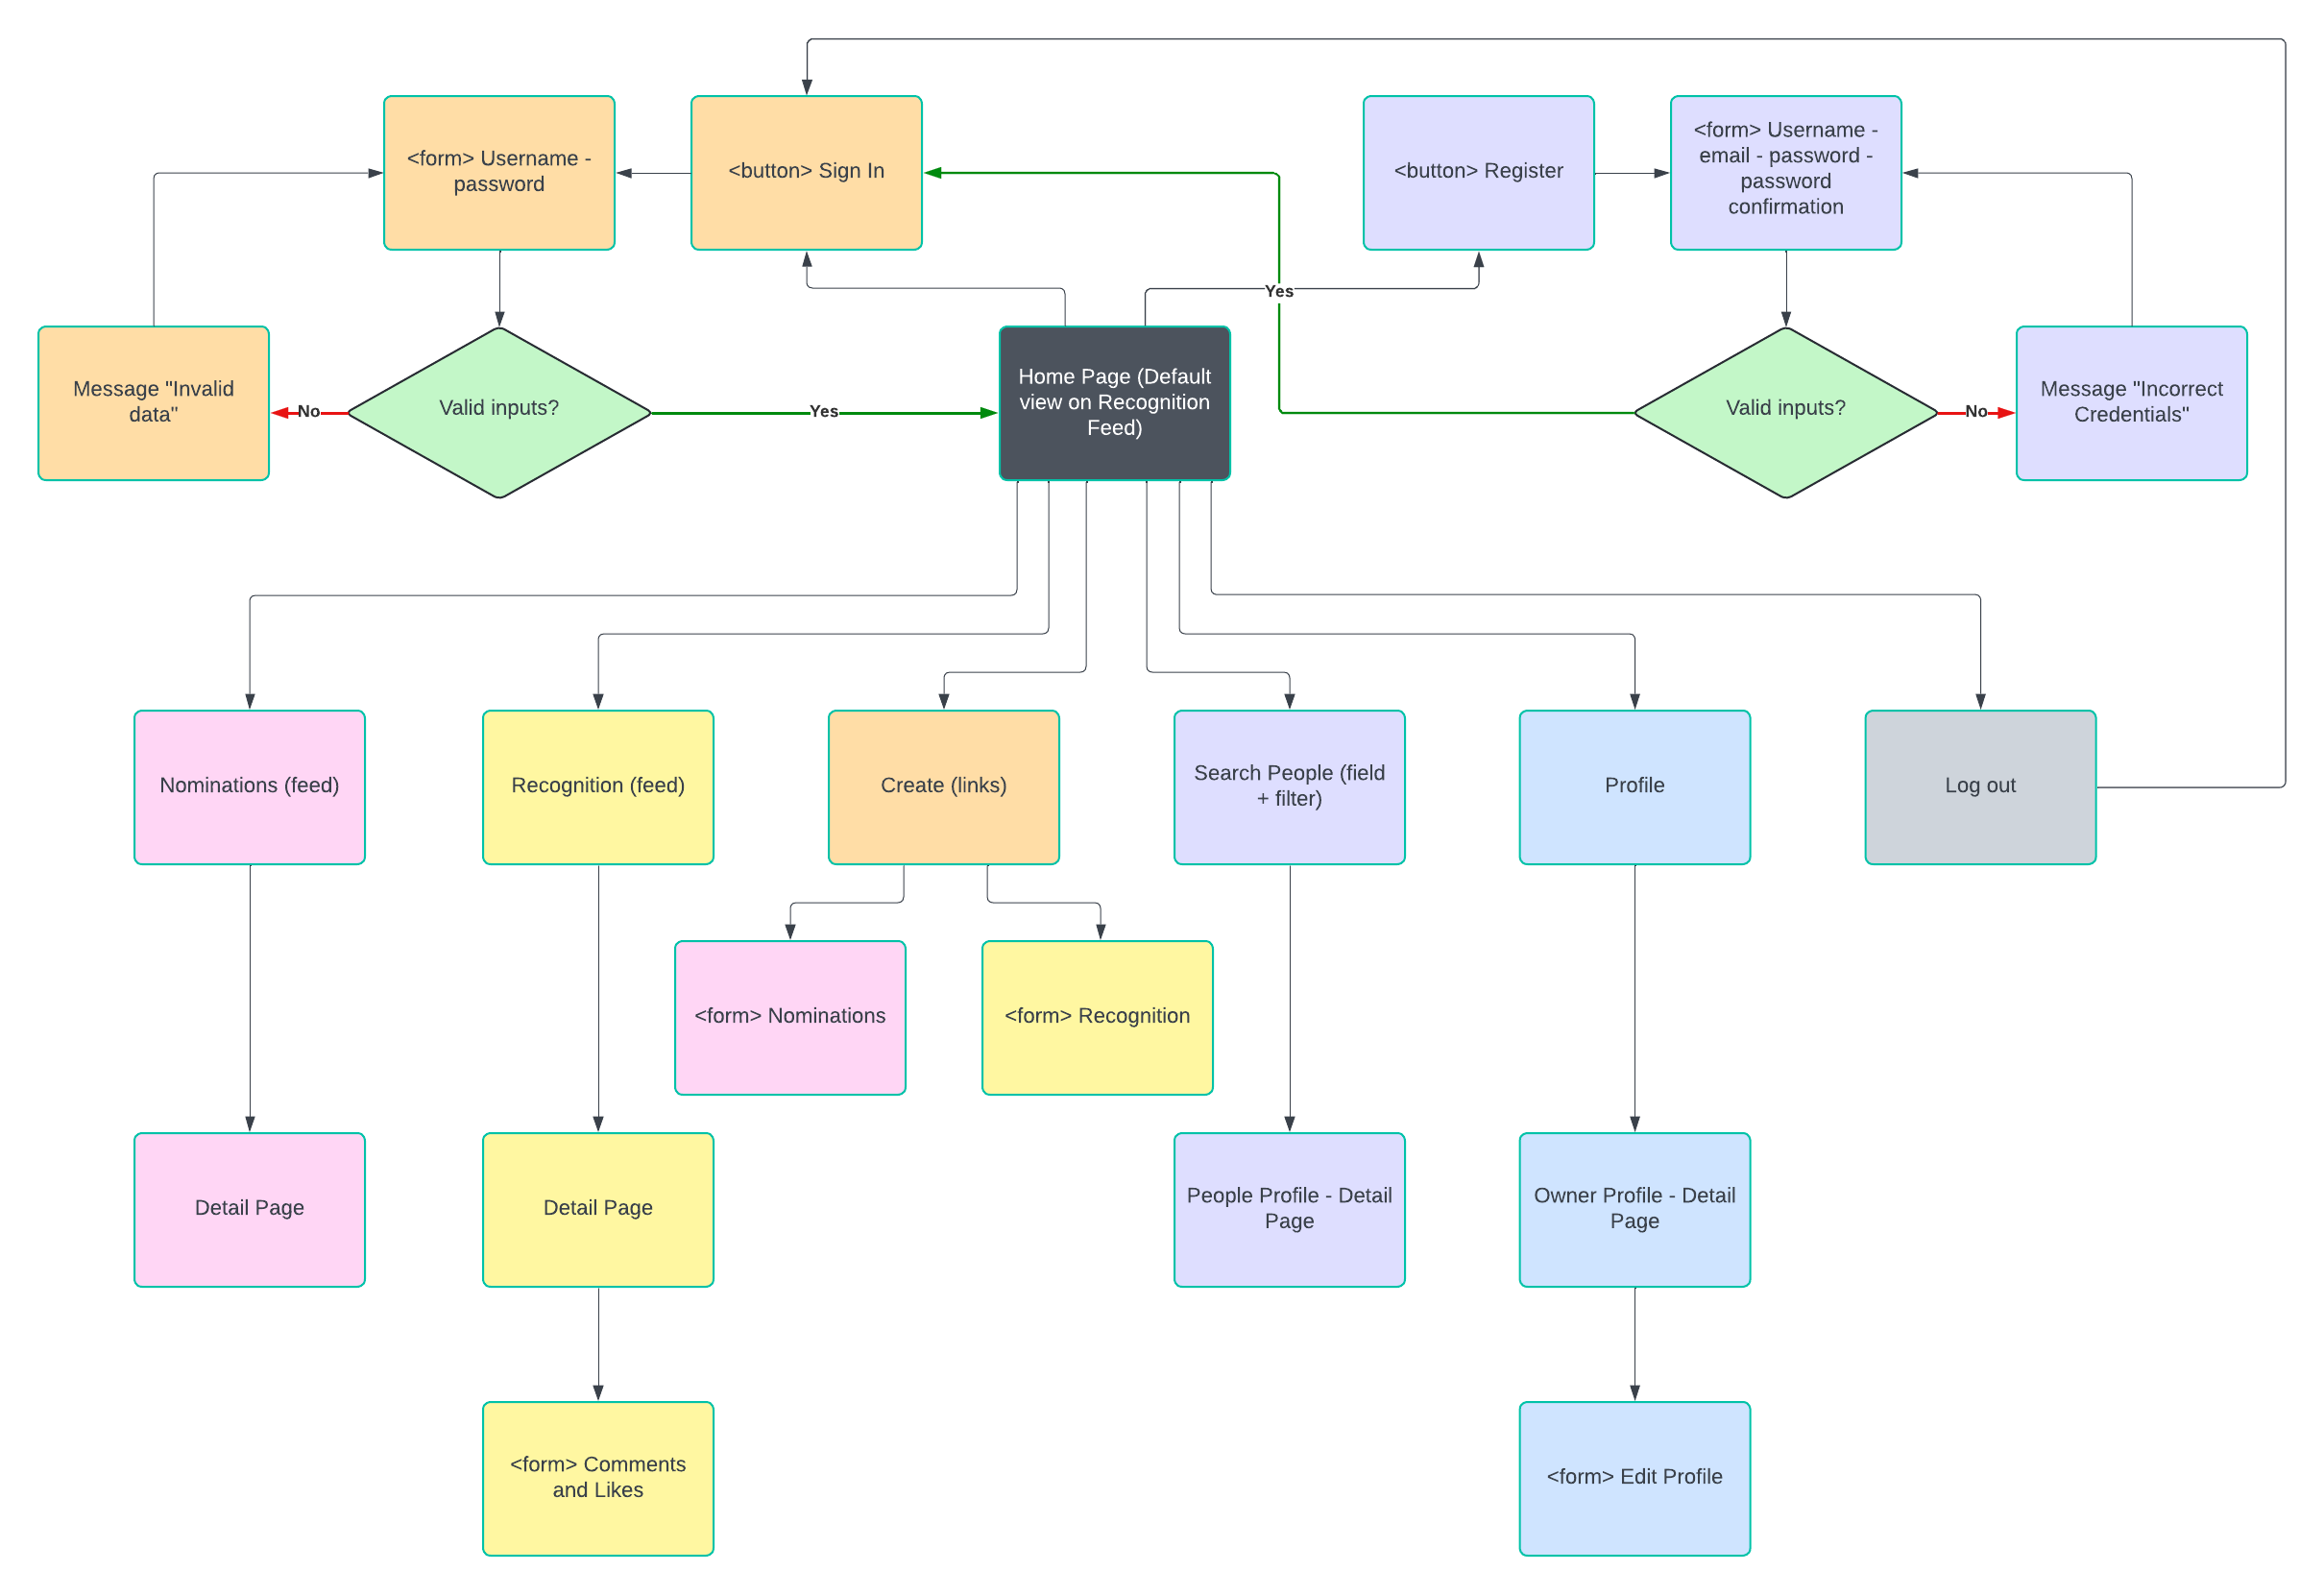 <form> Username -
password
<button> Sign In
<button> Register
<form> Username -
email - password -
password
confirmation
Yes
Message "Invalid
data"
No
Valid inputs?
Yes
Home Page (Default
view on Recognition
Feed)
Valid inputs?
No
Message "Incorrect
Credentials"
Nominations (feed)
Recognition (feed)
Create (links)
Search People (field
+ filter)
Profile
Log out
<form> Nominations
<form> Recognition
Detail Page
Detail Page
People Profile - Detail
Page
Owner Profile - Detail
Page
<form> Comments
and Likes
<form> Edit Profile